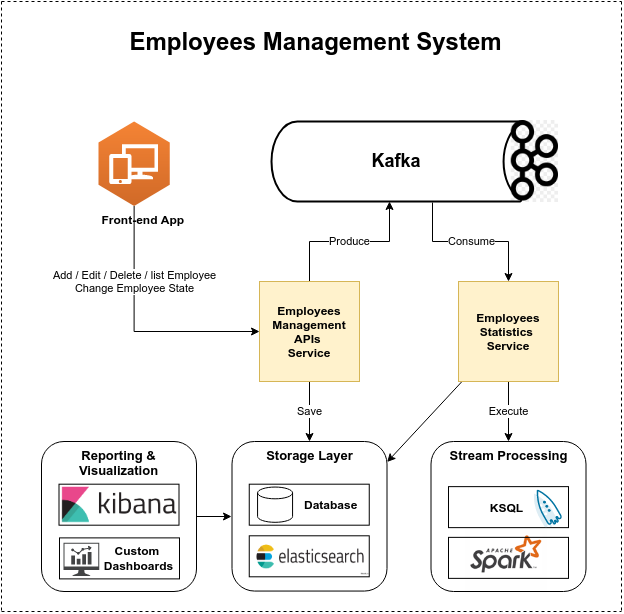 Employees Management System
Kafka
Front-end App
Produce
Consume
Add / Edit / Delete / list Employee
Change Employee State
Employees
Management
APIs
Service
Employees
Statistics
Service
Save
Execute
Reporting &
Visualization
kibana
Custom
Dashboards
Storage Layer
Database
elasticsearch
Stream Processing
KSQL
APACHE
Spark